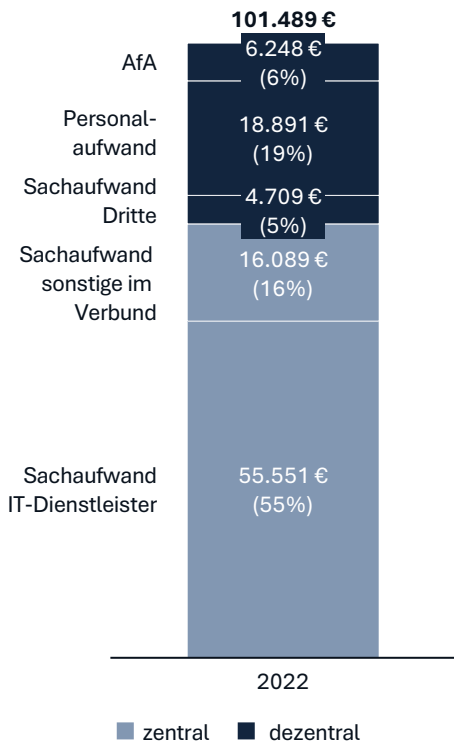 101.489 €
AfA
6.248 €
(6%)
Personal-
aufwand
18.891 €
(19%)
Sachaufwand
Dritte
4.709 €
(5%)
Sachaufwand
sonstige im
Verbund
16.089 €
(16%)
Sachaufwand
IT-Dienstleister
55.551 €
(55%)
2022
zentral
dezentral